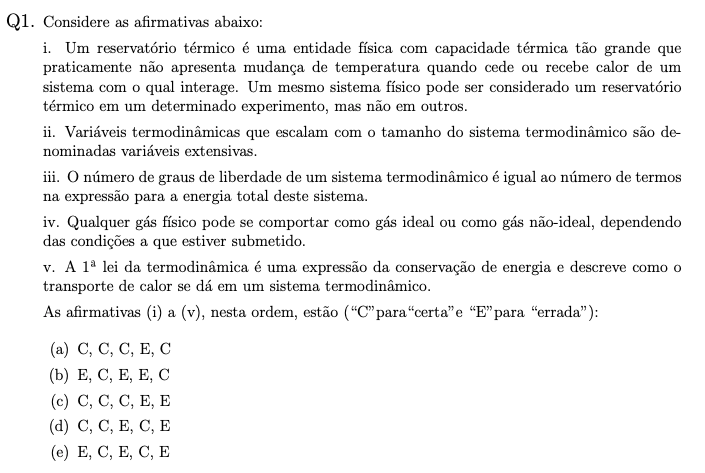 Q1. Considere as afirmativas abaixo:
i. Um reservatório térmico é uma entidade física com capacidade térmica tão grande que
praticamente não apresenta mudança de temperatura quando cede ou recebe calor de um
sistema com o qual interage. Um mesmo sistema físico pode ser considerado um reservatório
térmico em um determinado experimento, mas não em outros.
ii. Variáveis termodinâmicas que escalam com o tamanho do sistema termodinâmico são de-
nominadas variáveis extensivas.
iii. O número de graus de liberdade de um sistema termodinâmico é igual ao número de termos
na expressão para a energia total deste sistema.
iv. Qualquer gás físico pode se comportar como gás ideal ou como gás não-ideal, dependendo
das condições a que estiver submetido.
v. A 1ª lei da termodinâmica é uma expressão da conservação de energia e descreve como o
transporte de calor se dá em um sistema termodinâmico.
As afirmativas (i) a (v), nesta ordem, estão (“C”para“certa”e “E”para “errada”):
(a) C, C, C, E, C
(b) E, C, E, E, C
(c) C, C, C, E, E
(d) C, C, E, C, E
(e) E, C, E, C, E